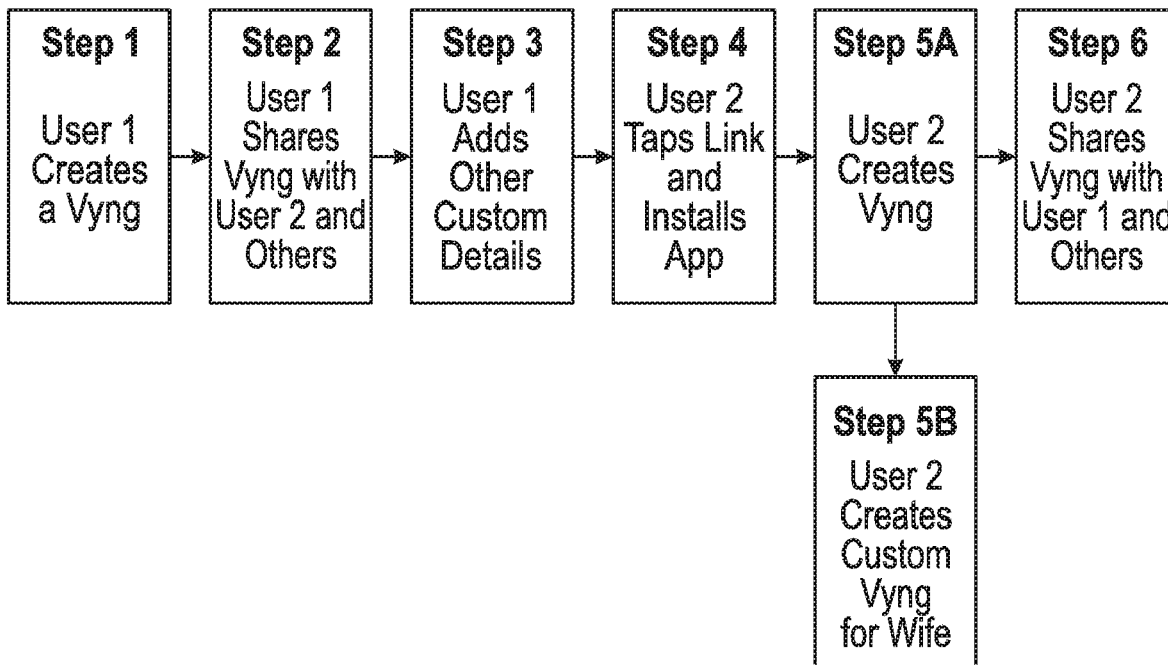 Step 1
User 1
Creates
a Vyng
Step 2
User 1
Shares
Vyng with
User 2 and
Others
Step 3
User 1
Adds
Other
Custom
Details
Step 4
User 2
Taps Link
and
Installs
App
Step 5A
User 2
Creates
Vyng
Step 6
User 2
Shares
Vyng with
User 1 and
Others
Step 5B
User 2
Creates
Custom
Vyng
for Wife